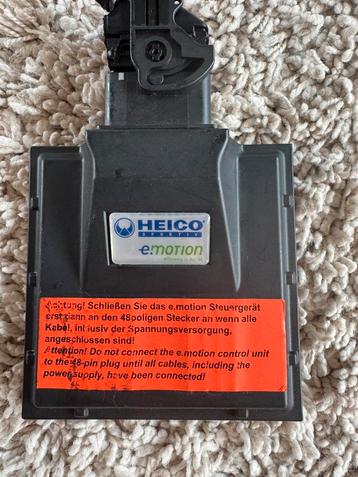 HEICO
SPORTIV
e.MOTION
Achtung! Schließen Sie das e.motion Steuergerät
erst dann an den 48poligen Stecker an wenn alle
Kabel, inklusiv der Spannungsversorgung,
angeschlossen sind!
Attention! Do not connect the e.motion control unit
to the 48-pin plug until all cables, including the
power supply, have been connected!